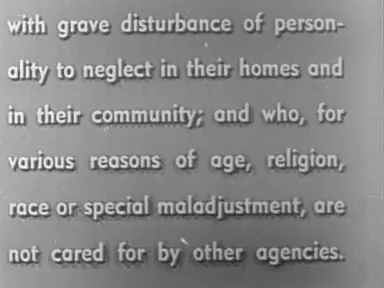 with grave disturbance of person-
ality to neglect in their homes and
in their community; and who, for
various reasons of age, religion,
race or special maladjustment, are
not cared for by other agencies.